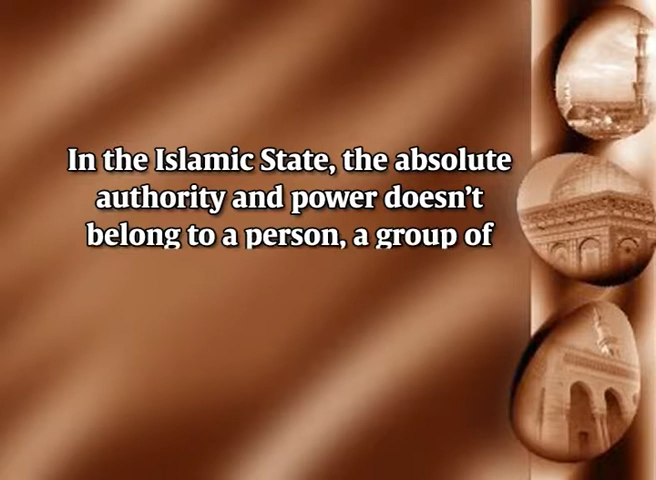 In the Islamic State, the absolute
authority and power doesn’t
belong to a person, a group of